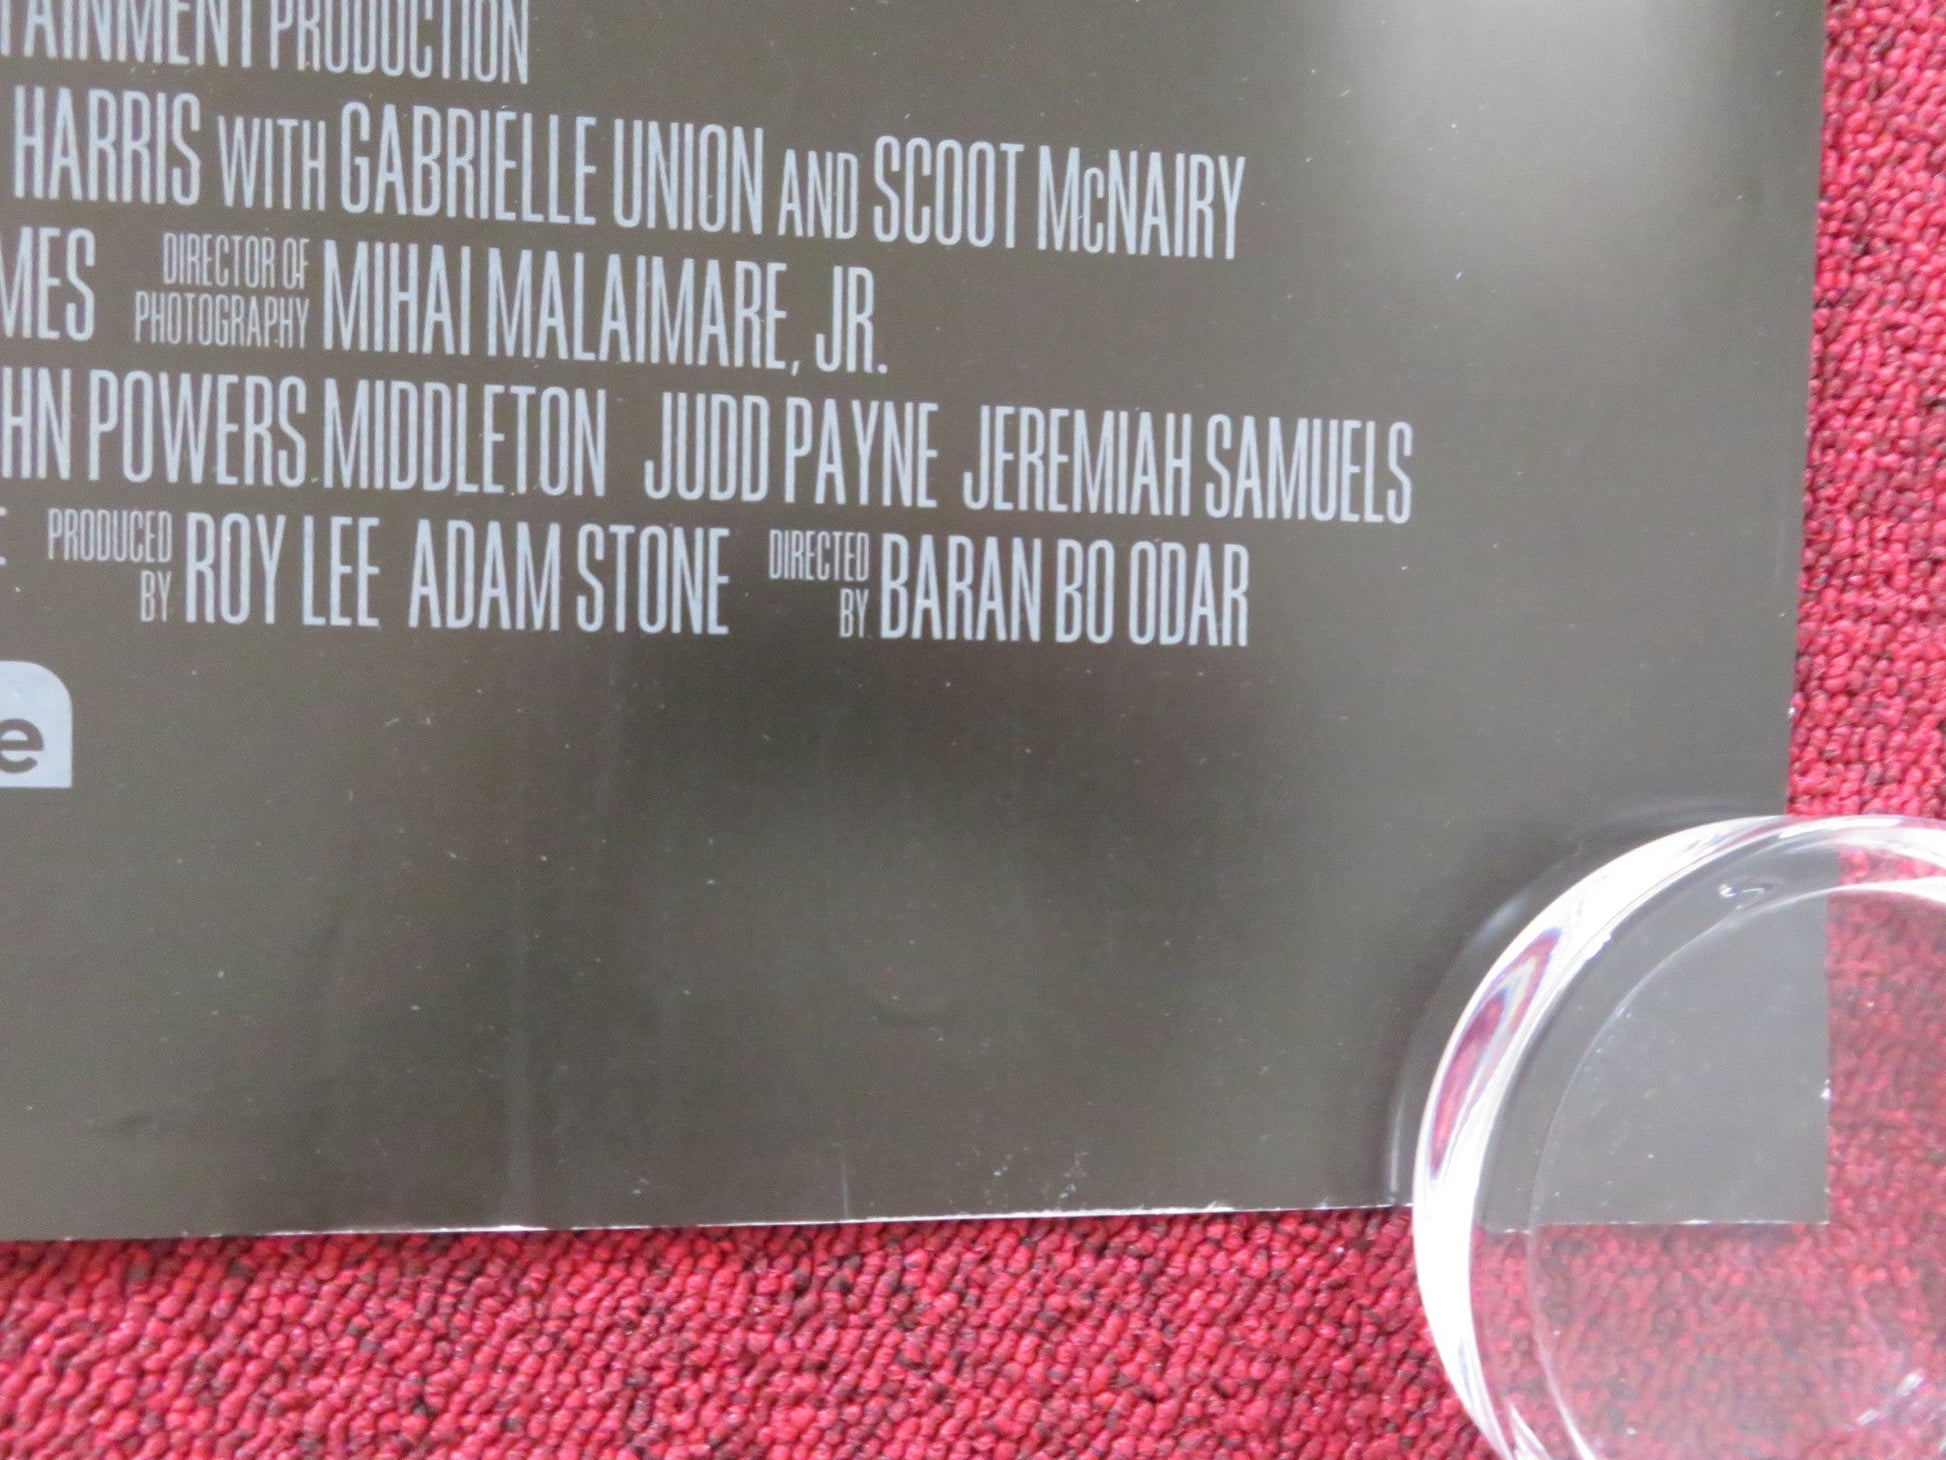 TAINMENT PRODUCTION
HARRIS WITH GABRIELLE UNION AND SCOOT McNAIRY
MES DIRECTOR OF PHOTOGRAPHY MIHAI MALAIMARE, JR.
HN POWERS MIDDLETON JUDD PAYNE JEREMIAH SAMUELS
E PRODUCED BY ROY LEE ADAM STONE DIRECTED BY BARAN BO ODAR
e